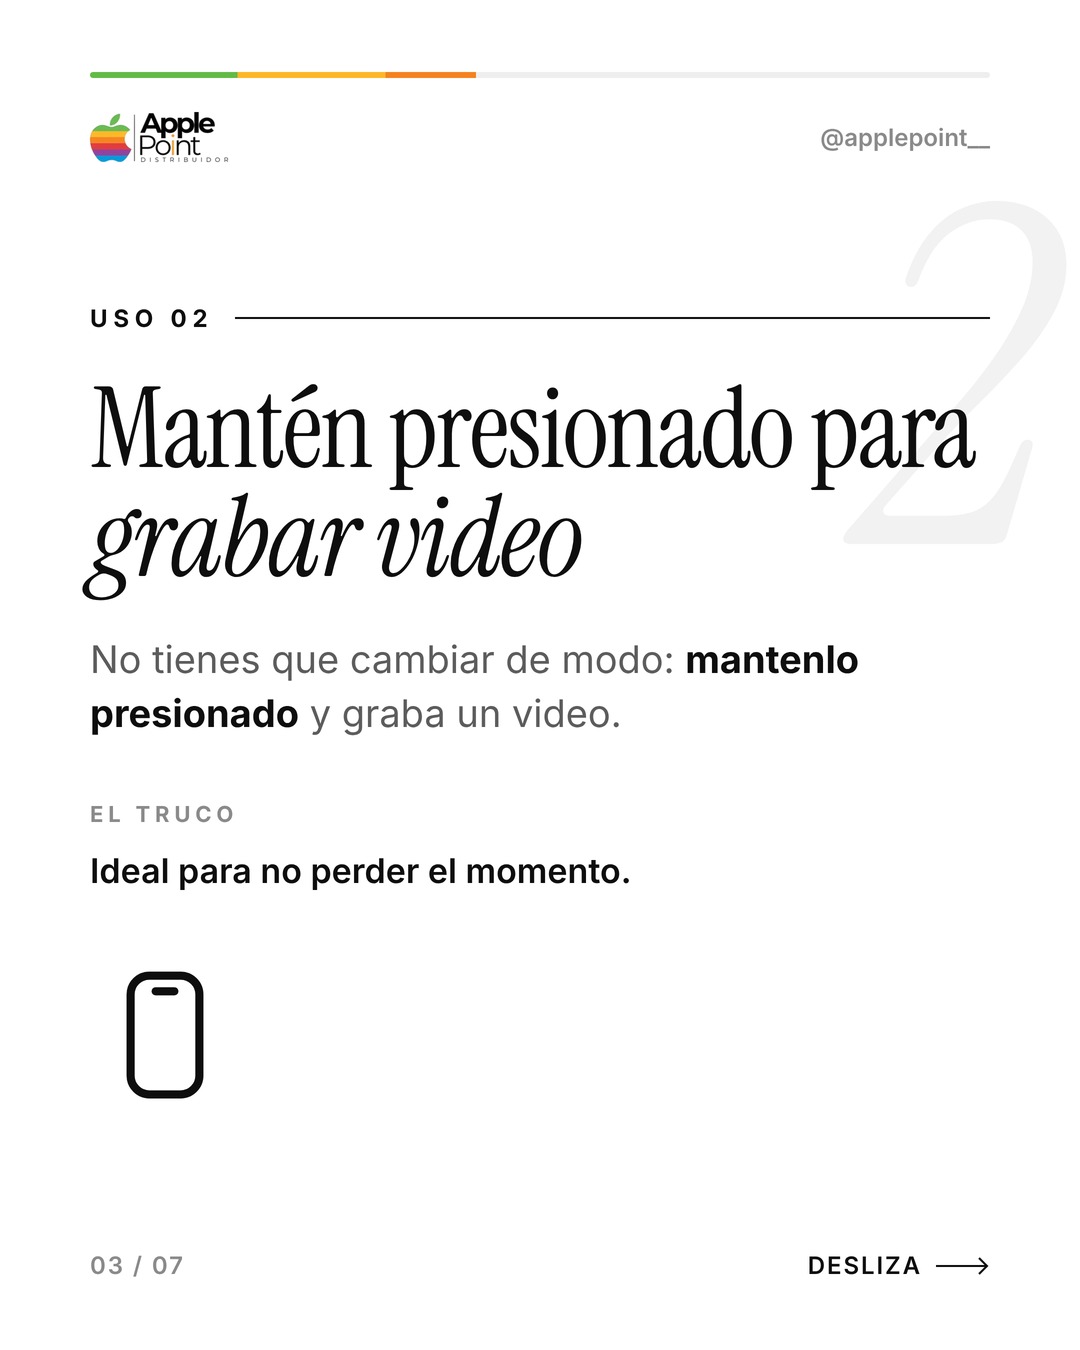 Apple
Point
DISTRIBUIDOR
@applepoint__
2
USO 02
Mantén presionado para
grabar video
No tienes que cambiar de modo: mantenlo
presionado y graba un video.
EL TRUCO
Ideal para no perder el momento.
03 / 07
DESLIZA